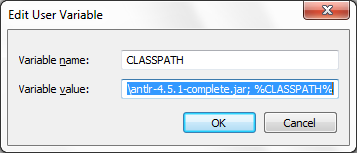 Edit User Variable
Variable name: CLASSPATH
Variable value: \antlr-4.5.1-complete.jar; %CLASSPATH%
OK Cancel